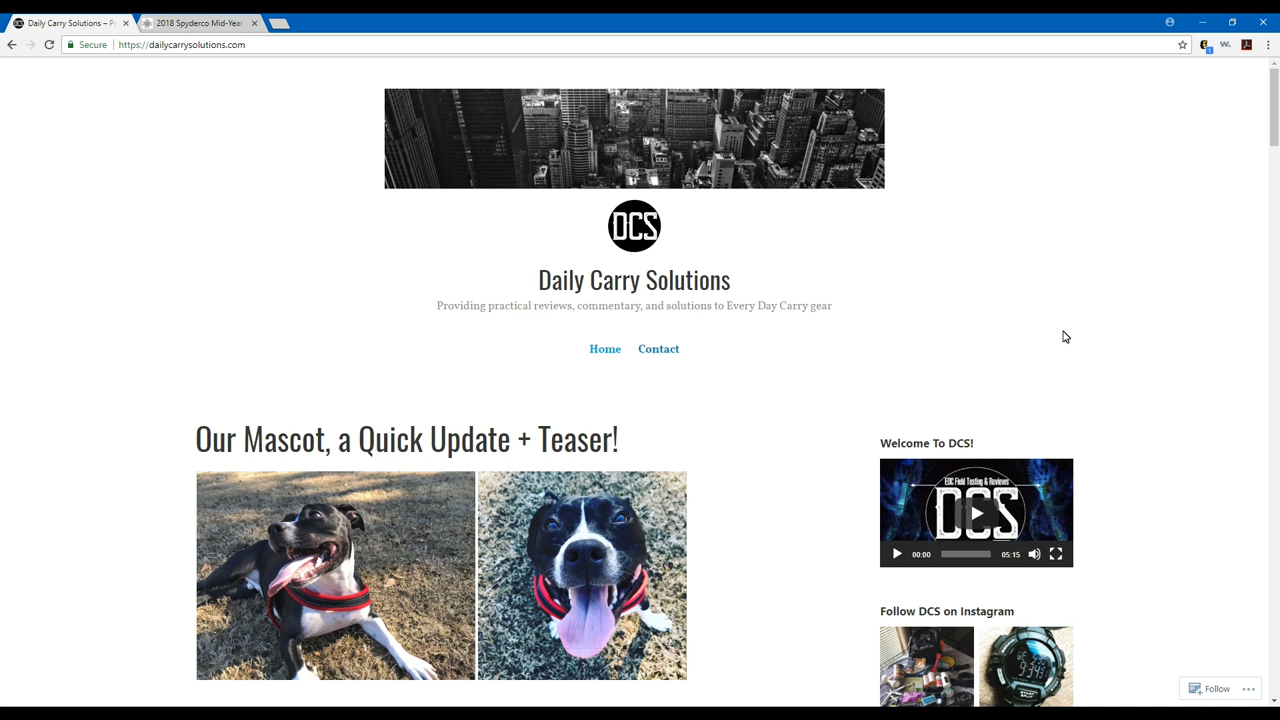 Daily Carry Solutions – P
2018 Spyderco Mid-Year
Secure
https://dailycarrysolutions.com
W.
DCS
Daily Carry Solutions
Providing practical reviews, commentary, and solutions to Every Day Carry gear
Home
Contact
Our Mascot, a Quick Update + Teaser!
Welcome To DCS!
EDC Field Testing & Reviews
DCS
00:00
05:15
Follow DCS on Instagram
Follow